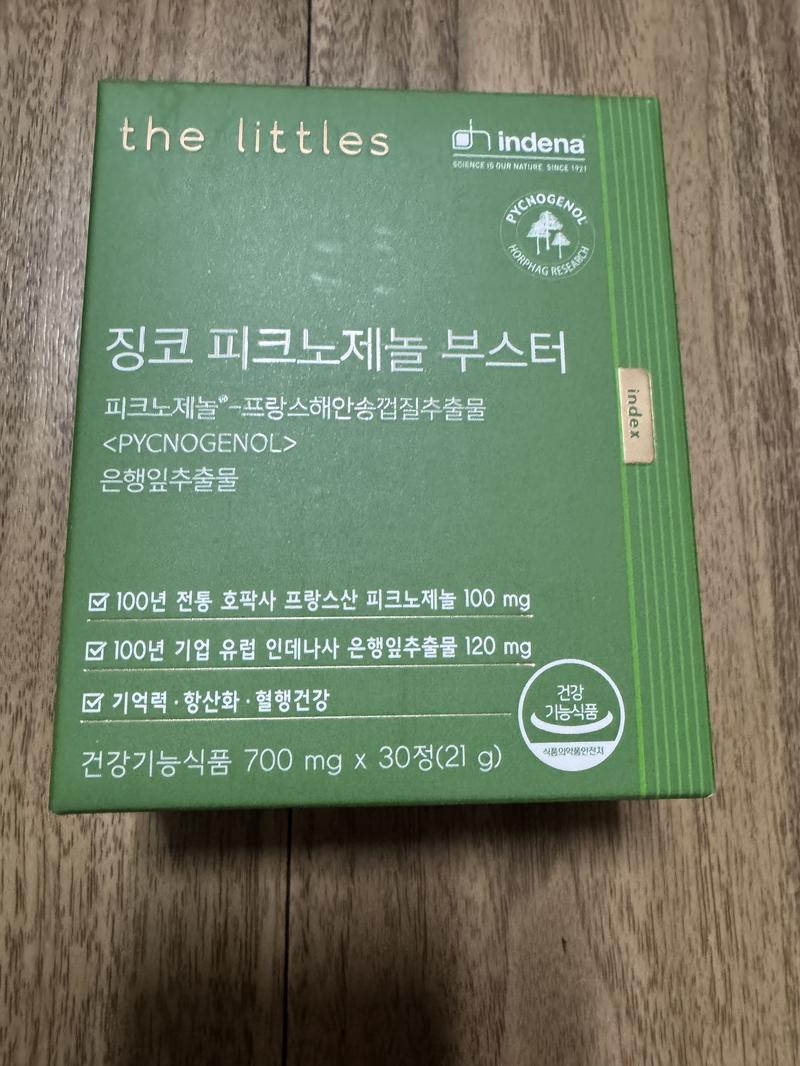 the littles
indena
SCIENCE IS OUR NATURE. SINCE 1921
PYCNOGENOL®
HORPHAG RESEARCH
징코 피크노제놀 부스터
피크노제놀®-프랑스해안송껍질추출물
<PYCNOGENOL>
은행잎추출물
index
☑ 100년 전통 호팍사 프랑스산 피크노제놀 100 mg
☑ 100년 기업 유럽 인데나사 은행잎추출물 120 mg
☑ 기억력·항산화·혈행건강
건강
기능식품
식품의약품안전처
건강기능식품 700 mg x 30정(21 g)